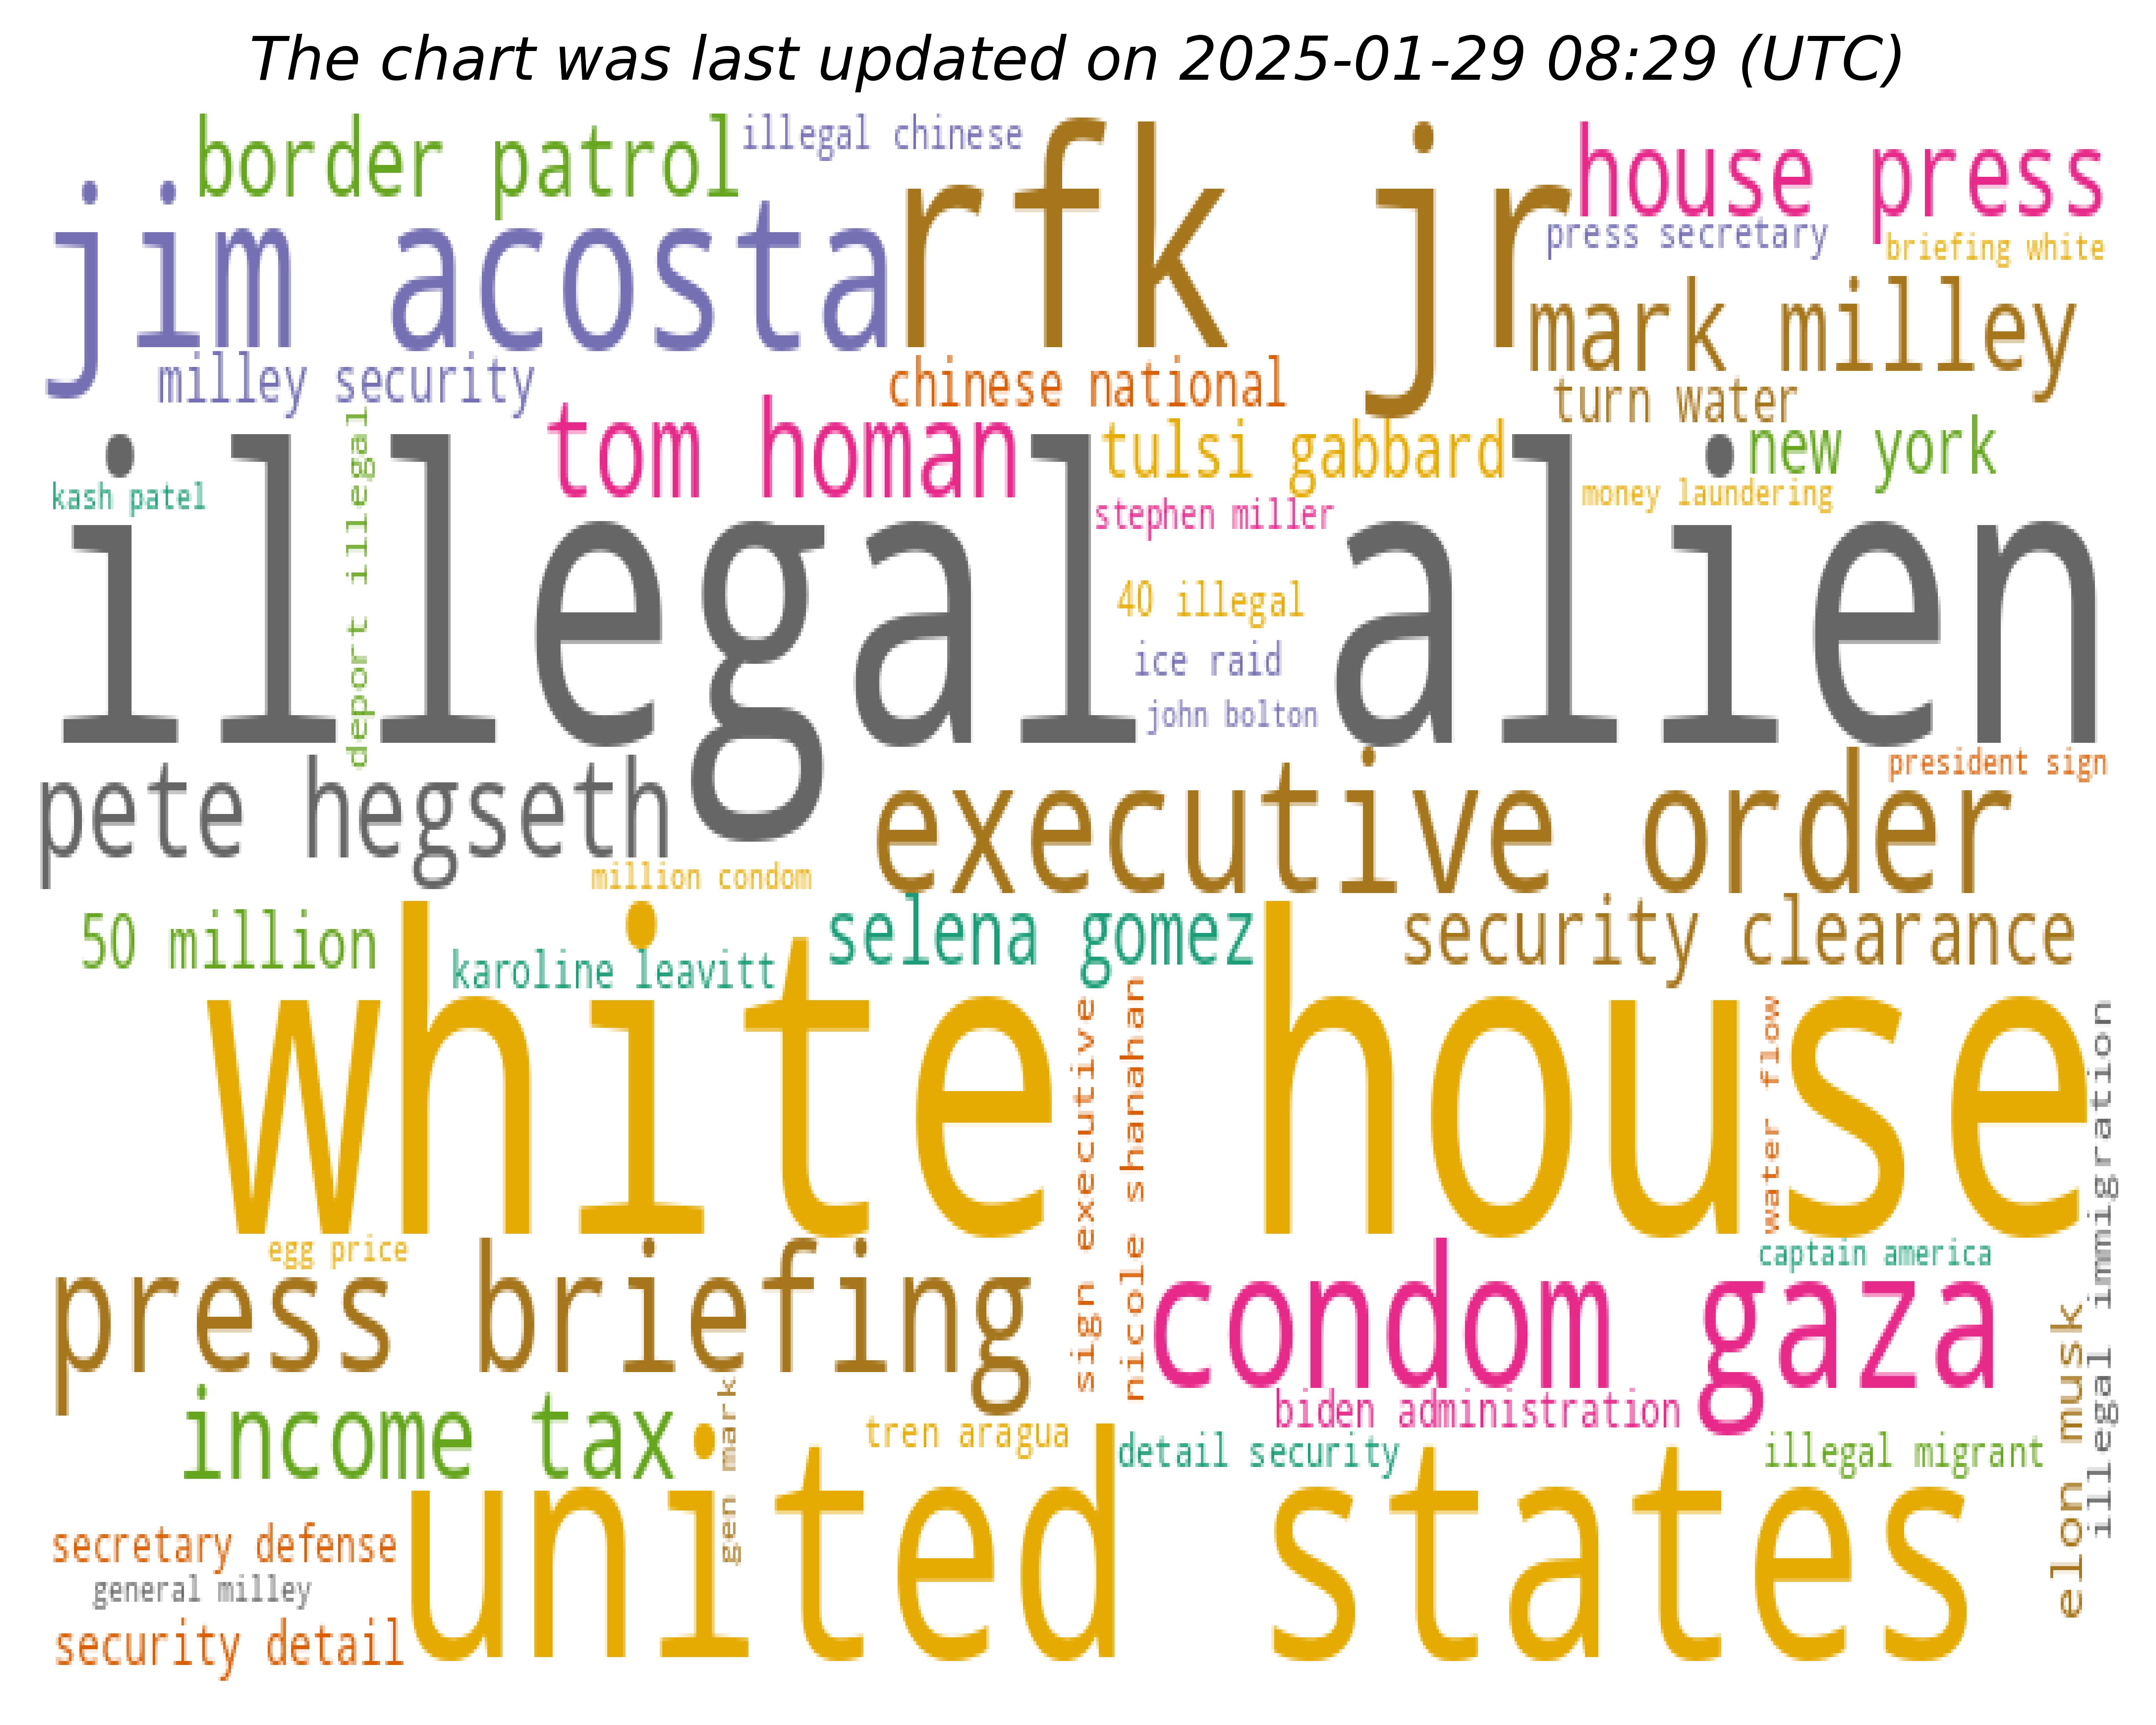 The chart was last updated on 2025-01-29 08:29 (UTC)
border patrol
illegal chinese
rfk jr
house press
jim acosta
press secretary
briefing white
mark milley
milley security
chinese national
turn water
tom homan
tulsi gabbard
new york
kash patel
deport illegal
stephen miller
money laundering
illegal alien
40 illegal
ice raid
john bolton
pete hegseth
executive order
president sign
million condom
50 million
karoline leavitt
selena gomez
security clearance
white house
sign executive
nicole shanahan
water flow
illegal immigration
egg price
captain america
press briefing
condom gaza
elon musk
income tax
gen mark
tren aragua
biden administration
detail security
illegal migrant
united states
secretary defense
general milley
security detail